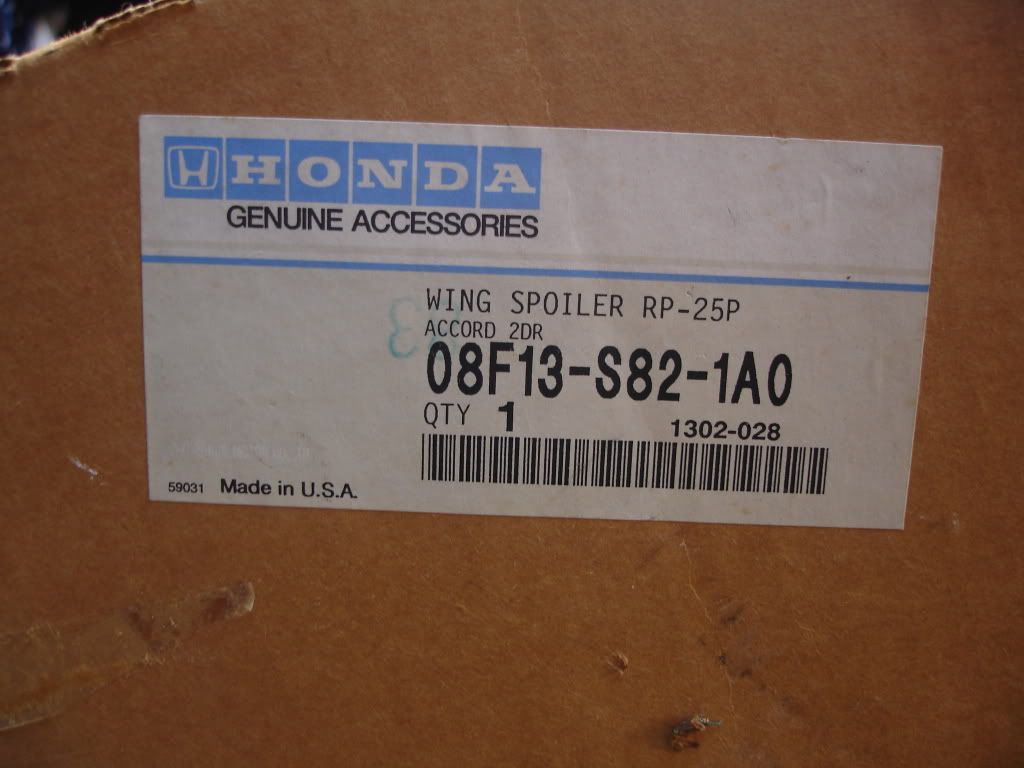 HONDA
GENUINE ACCESSORIES
WING SPOILER RP-25P
ACCORD 2DR
08F13-S82-1A0
QTY 1
1302-028
59031 Made in U.S.A.